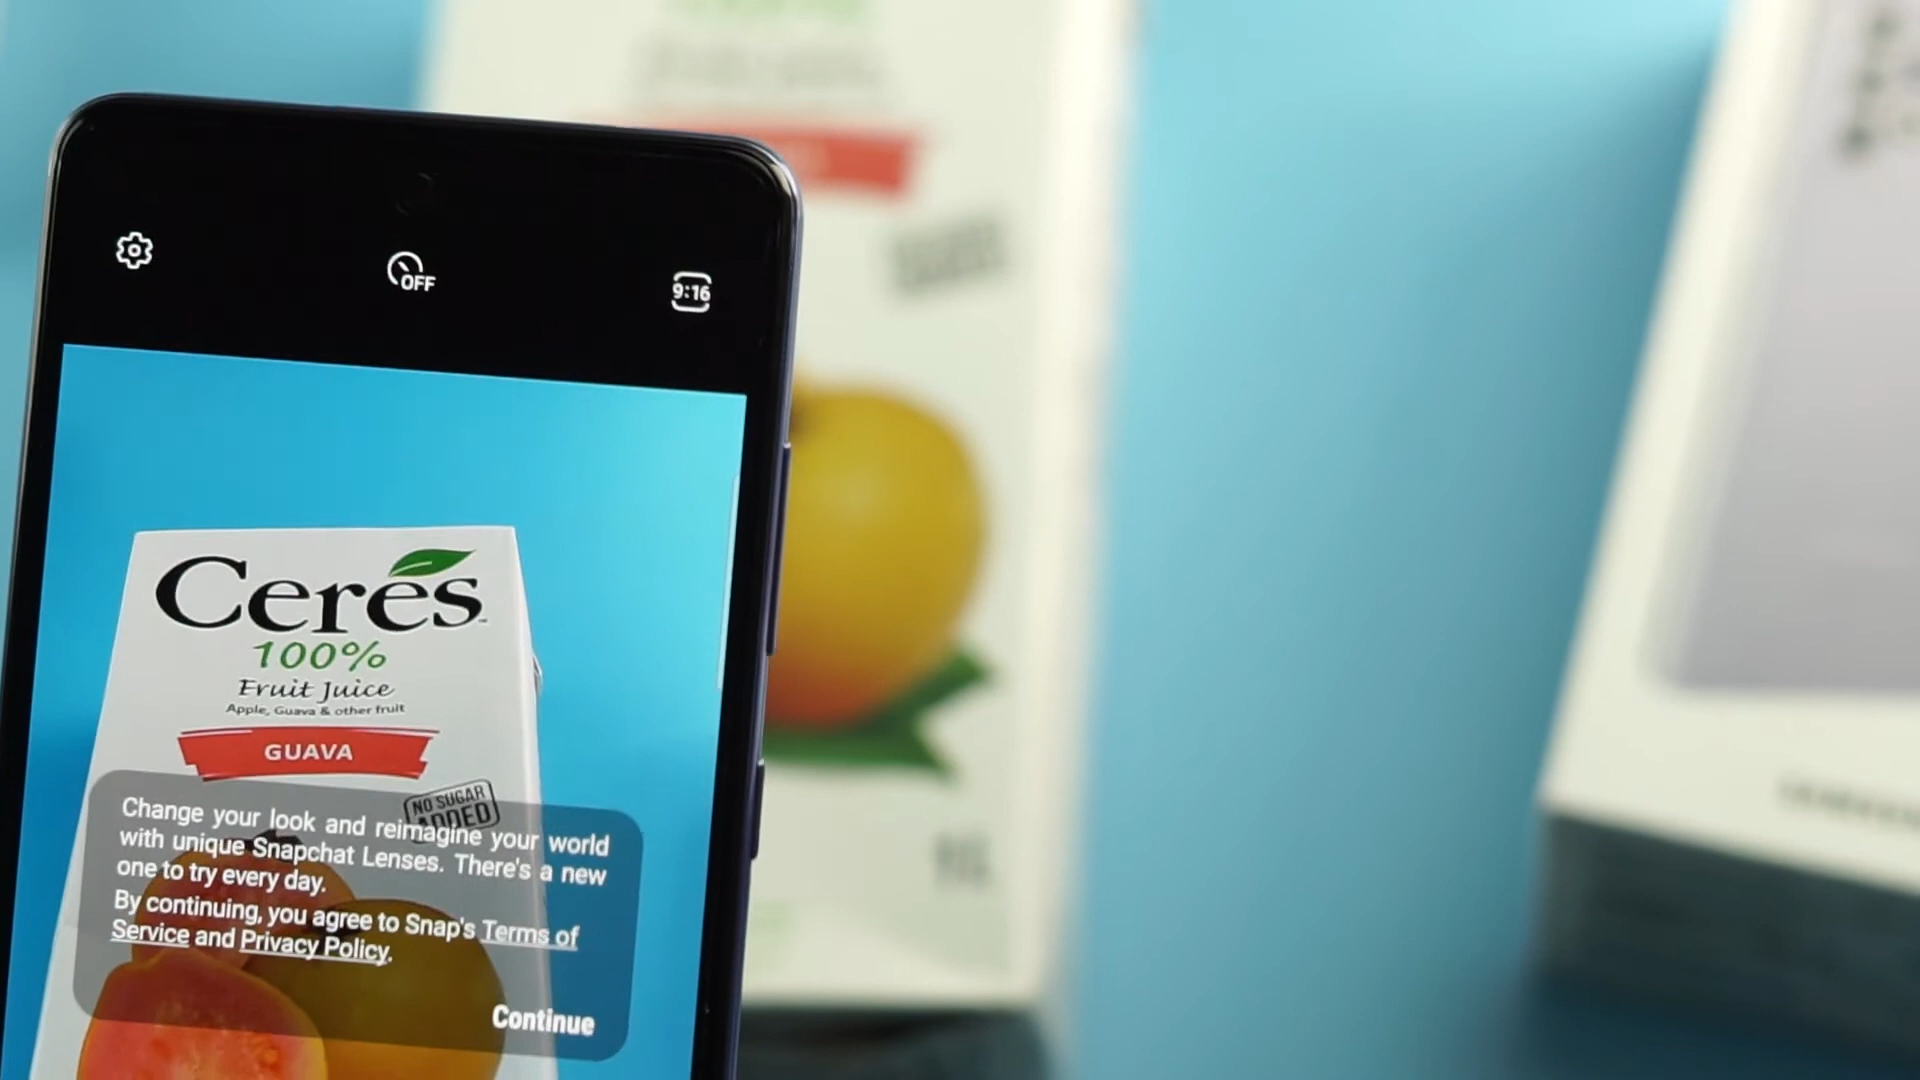 OFF
9:16
Ceres
100%
Fruit Juice
Apple, Guava & other fruit
GUAVA
NO SUGAR
ADDED
Change your look and reimagine your world
with unique Snapchat Lenses. There's a new
one to try every day.
By continuing, you agree to Snap's Terms of
Service and Privacy Policy.
Continue